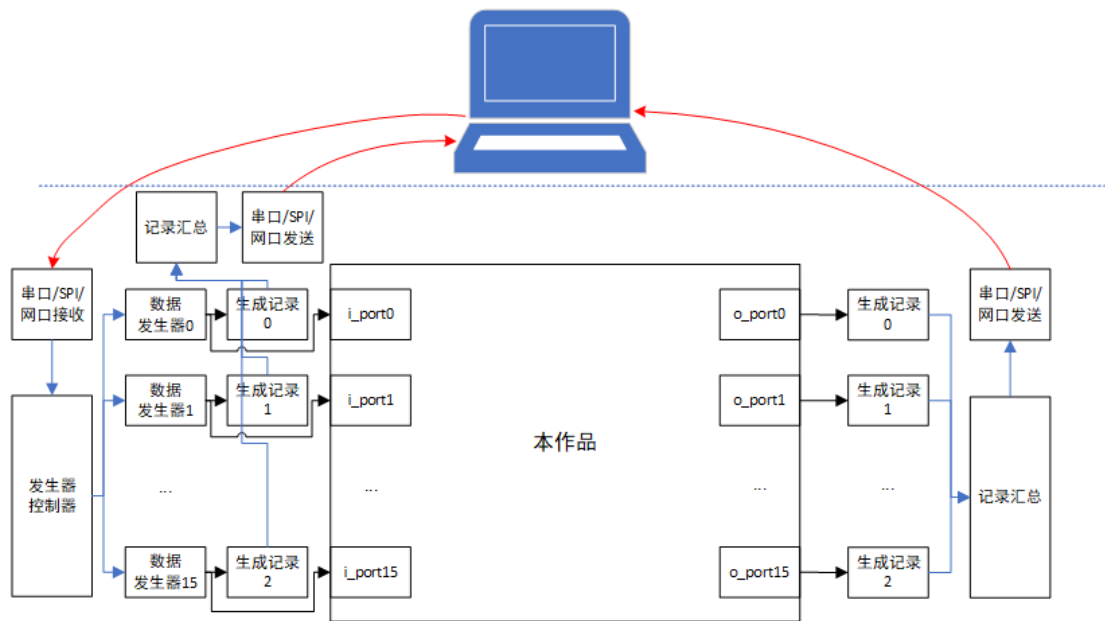 记录汇总
串口/SPI/
网口发送
串口/SPI/
网口接收
数据
发生器0
生成记录
0
i_port0
o_port0
生成记录
0
串口/SPI/
网口发送
数据
发生器1
生成记录
1
i_port1
o_port1
生成记录
1
本作品
发生器
控制器
...
...
...
...
记录汇总
数据
发生器15
生成记录
2
i_port15
o_port15
生成记录
2